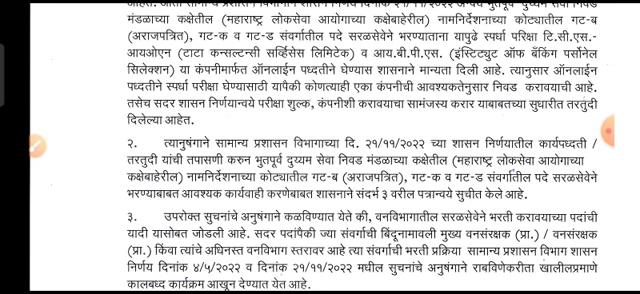 मंडळाच्या कक्षेतील (महाराष्ट्र लोकसेवा आयोगाच्या कक्षेबाहेरील) नामनिर्देशनाच्या कोट्यातील गट-ब
(अराजपत्रित), गट-क व गट-ड संवर्गातील पदे सरळसेवेने भरण्याताना यापुढे स्पर्धा परिक्षा टि.सी.एस.-
आयओएन (टाटा कन्सल्टन्सी सर्व्हिसेस लिमिटेक) व आय.बी.पी.एस. (इंस्टिट्युट ऑफ बँकिंग पर्सोनेल
सिलेक्शन) या कंपनीमार्फत ऑनलाईन पध्दतीने घेण्यास शासनाने मान्यता दिली आहे. त्यानुसार ऑनलाईन
पध्दतीने स्पर्धा परीक्षा घेण्यासाठी यापैकी कोणत्याही एका कंपनीची आवश्यकतेनुसार निवड करावयाची आहे.
तसेच सदर शासन निर्णयान्वये परीक्षा शुल्क, कंपनीशी करावयाचा सामंजस्य करार याबाबतच्या सुधारीत तरतुदी
दिलेल्या आहेत.
२. त्यानुषंगाने सामान्य प्रशासन विभागाच्या दि. २१/११/२०२२ च्या शासन निर्णयातील कार्यपध्दती /
तरतुदी यांची तपासणी करुन भुतपूर्व दुय्यम सेवा निवड मंडळाच्या कक्षेतील (महाराष्ट्र लोकसेवा आयोगाच्या
कक्षेबाहेरील) नामनिर्देशनाच्या कोट्यातील गट-ब (अराजपत्रित), गट-क व गट-ड संवर्गातील पदे सरळसेवेने
भरण्याबाबत आवश्यक कार्यवाही करणेबाबत शासनाने संदर्भ ३ वरील पत्रान्वये सुचीत केले आहे.
३. उपरोक्त सुचनांचे अनुषंगाने कळविण्यात येते की, वनविभागातील सरळसेवेने भरती करावयाच्या पदांची
यादी यासोबत जोडली आहे. सदर पदांपैकी ज्या संवर्गाची बिंदूनामावली मुख्य वनसंरक्षक (प्रा.) / वनसंरक्षक
(प्रा.) किंवा त्यांचे अधिनस्त वनविभाग स्तरावर आहे त्या संवर्गाची भरती प्रक्रिया सामान्य प्रशासन विभाग शासन
निर्णय दिनांक ४/५/२०२२ व दिनांक २१/११/२०२२ मधील सुचनांचे अनुषंगाने राबविणेकरीता खालीलप्रमाणे
कालबध्द कार्यक्रम आखून देण्यात येत आहे.